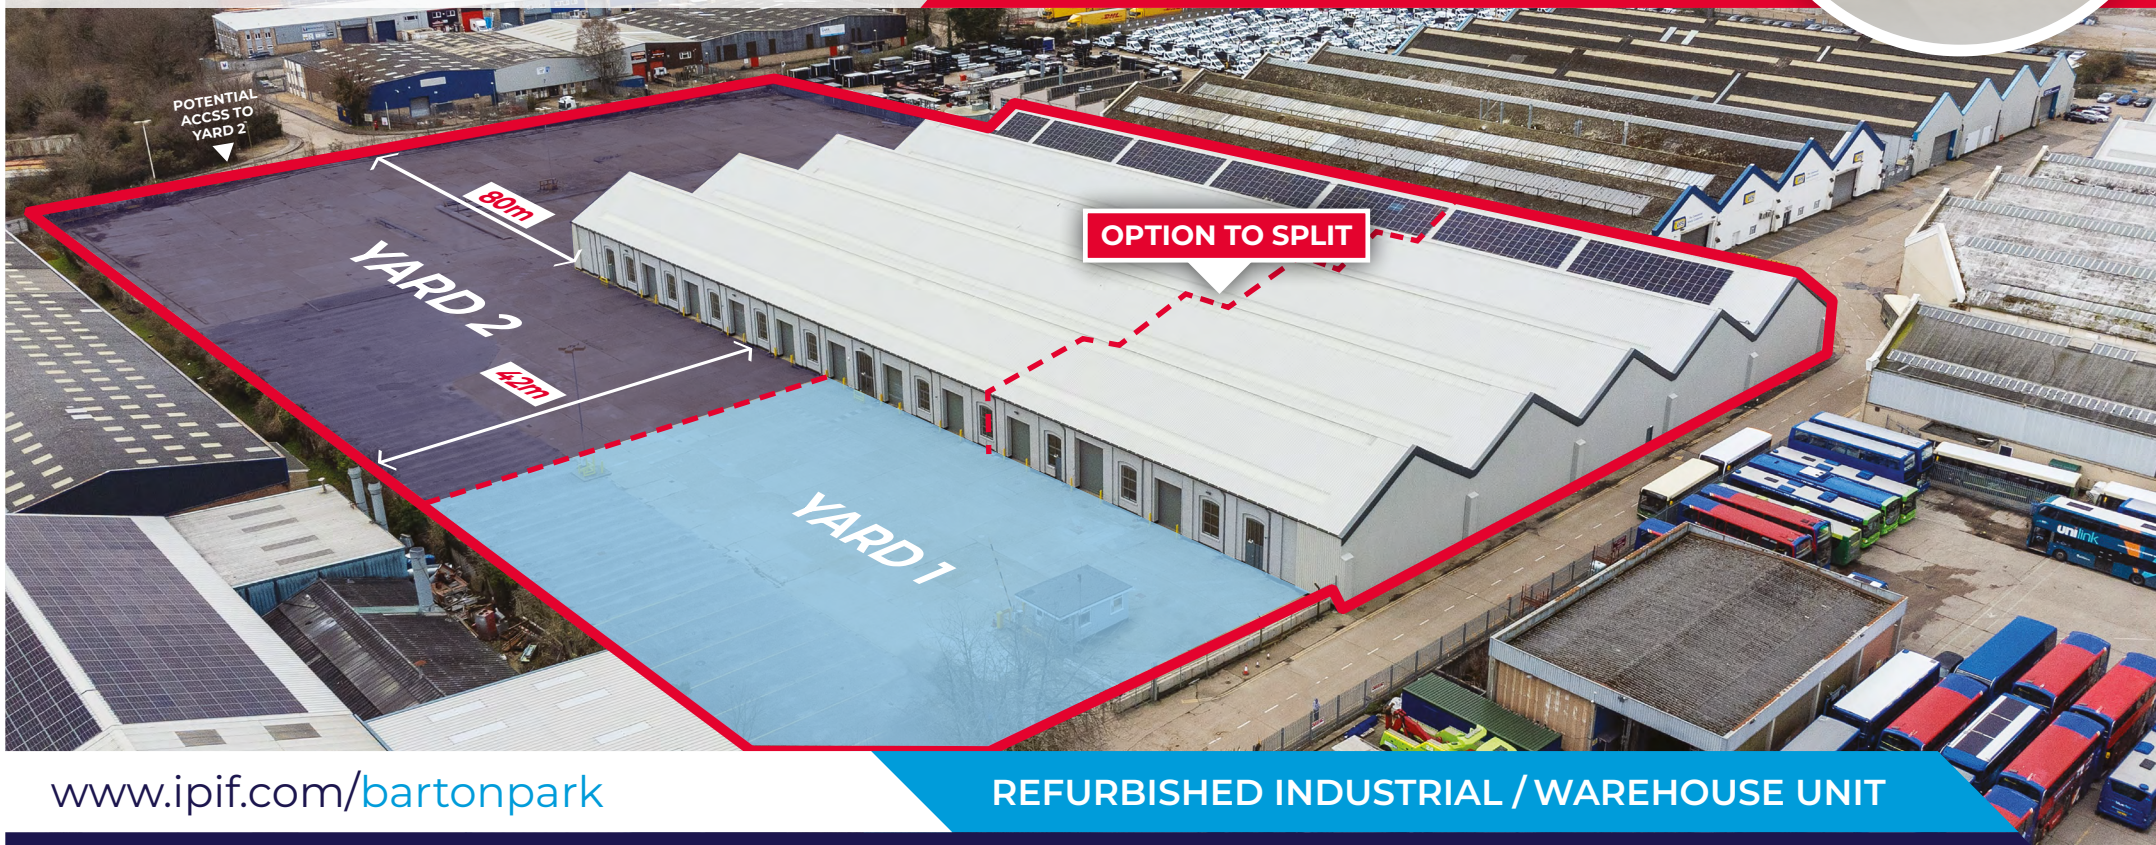 POTENTIAL
ACCSS TO
YARD 2
80m
YARD 2
OPTION TO SPLIT
42m
YARD 1
unilink
www.ipif.com/bartonpark
REFURBISHED INDUSTRIAL / WAREHOUSE UNIT